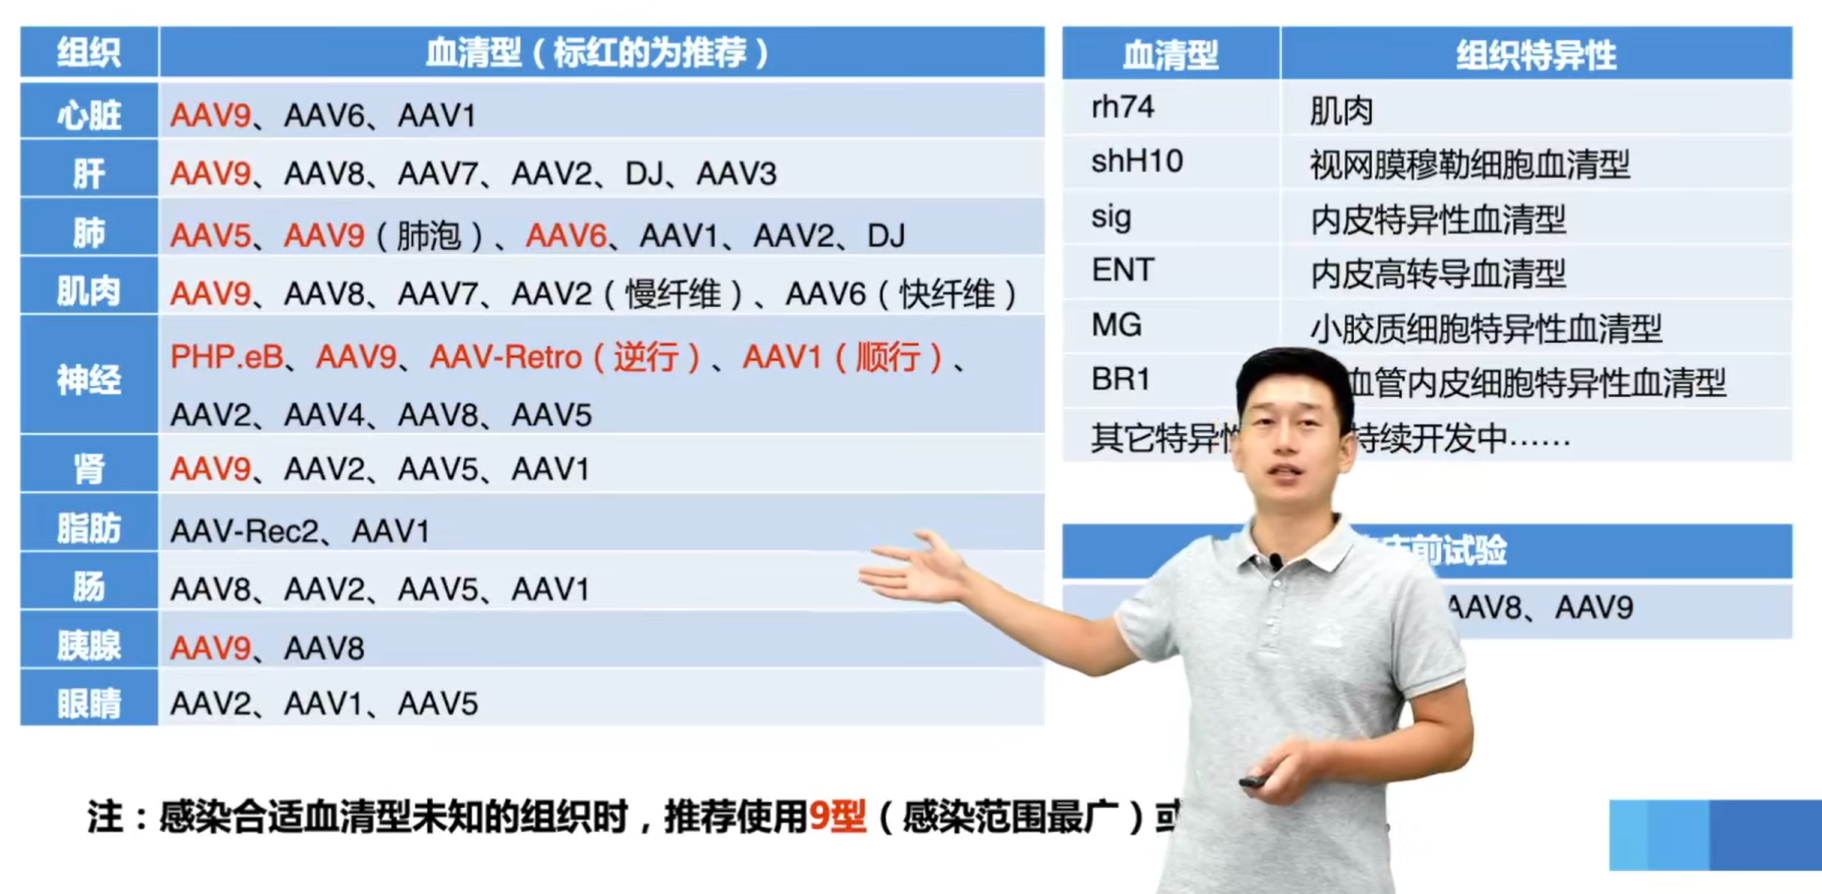 组织 血清型（标红的为推荐）
心脏 AAV9、AAV6、AAV1
肝 AAV9、AAV8、AAV7、AAV2、DJ、AAV3
肺 AAV5、AAV9（肺泡）、AAV6、AAV1、AAV2、DJ
肌肉 AAV9、AAV8、AAV7、AAV2（慢纤维）、AAV6（快纤维）
神经 PHP.eB、AAV9、AAV-Retro（逆行）、AAV1（顺行）、
AAV2、AAV4、AAV8、AAV5
肾 AAV9、AAV2、AAV5、AAV1
脂肪 AAV-Rec2、AAV1
肠 AAV8、AAV2、AAV5、AAV1
胰腺 AAV9、AAV8
眼睛 AAV2、AAV1、AAV5
血清型 组织特异性
rh74 肌肉
shH10 视网膜穆勒细胞血清型
sig 内皮特异性血清型
ENT 内皮高转导血清型
MG 小胶质细胞特异性血清型
BR1 血管内皮细胞特异性血清型
其它特异 持续开发中……
前试验
AAV8、AAV9
注：感染合适血清型未知的组织时，推荐使用9型（感染范围最广）